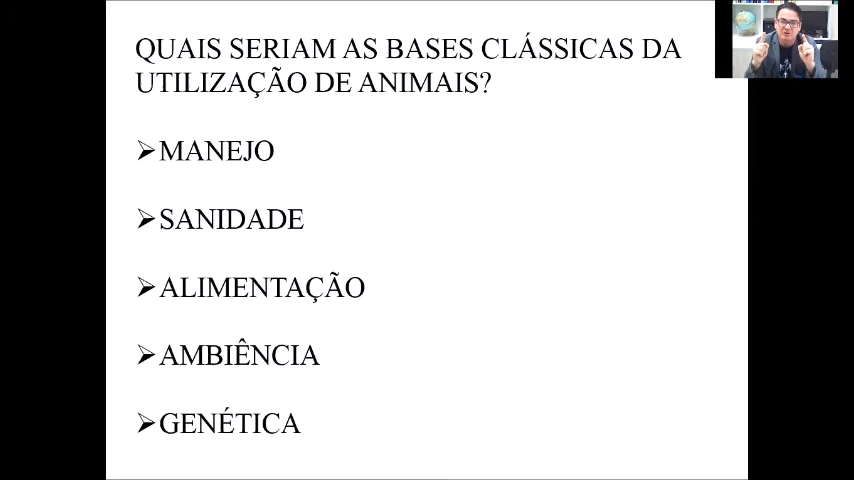 QUAIS SERIAM AS BASES CLÁSSICAS DA
UTILIZAÇÃO DE ANIMAIS?
➢MANEJO
➢SANIDADE
➢ALIMENTAÇÃO
➢AMBIÊNCIA
➢GENÉTICA